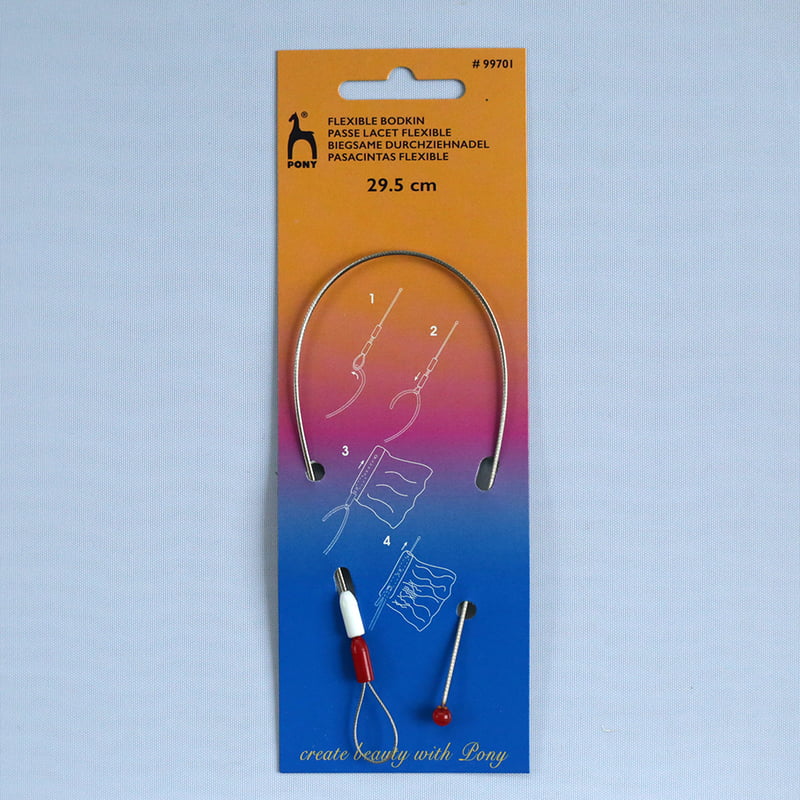 # 99701
®
PONY
FLEXIBLE BODKIN
PASSE LACET FLEXIBLE
BIEGSAME DURCHZIEHNADEL
PASACINTAS FLEXIBLE
29.5 cm
1
2
3
4
create beauty with Pony